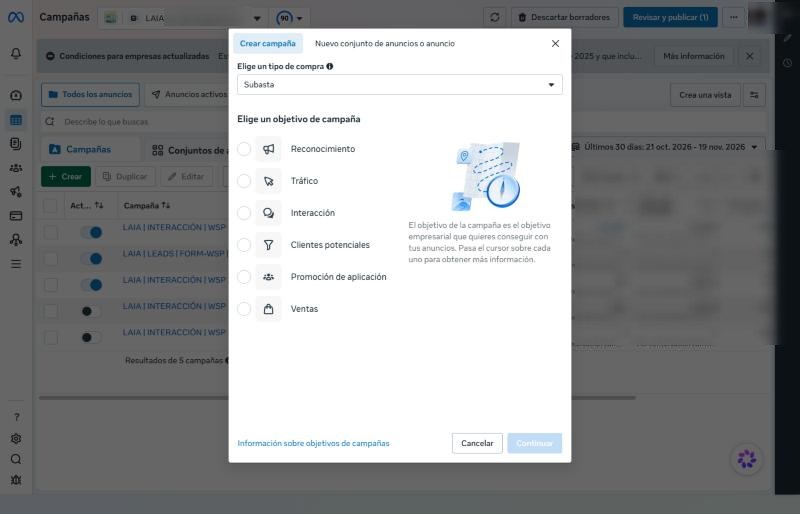 Campañas
LAIA
90
Descartar borradores
Revisar y publicar (1)
Crear campaña
Nuevo conjunto de anuncios o anuncio
Condiciones para empresas actualizadas
2025 y que inclu...
Más información
Elige un tipo de compra
Subasta
Todos los anuncios
Anuncios activos
Crea una vista
Describe lo que buscas
Elige un objetivo de campaña
Campañas
Conjuntos de
Últimos 30 días: 21 oct. 2026 - 19 nov. 2026
Reconocimiento
+ Crear
Duplicar
Editar
Tráfico
Act...
Campaña
Interacción
El objetivo de la campaña es el objetivo
empresarial que quieres conseguir con
tus anuncios. Pasa el cursor sobre cada
uno para obtener más información.
LAIA | INTERACCIÓN | WSP
Clientes potenciales
LAIA | LEADS | FORM-WSP |
Promoción de aplicación
LAIA | INTERACCIÓN | WSP
Ventas
LAIA | INTERACCIÓN | WSP
LAIA | INTERACCIÓN | WSP
Resultados de 5 campañas
Información sobre objetivos de campañas
Cancelar
Continuar